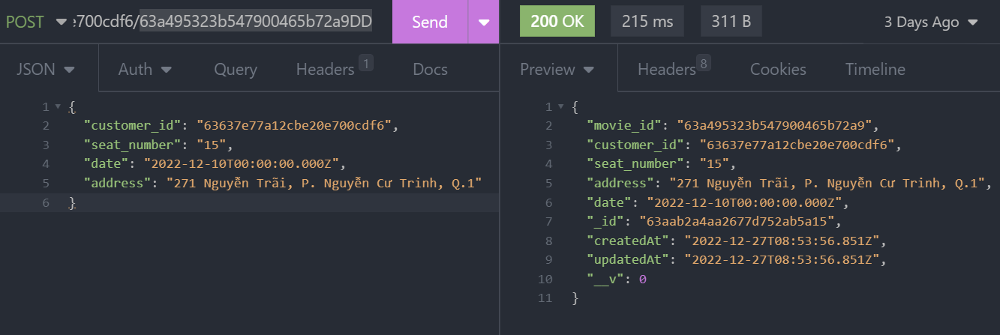 POST e700cdf6/63a495323b547900465b72a9DD Send 200 OK 215 ms 311 B 3 Days Ago
JSON Auth Query Headers 1 Docs Preview Headers 8 Cookies Timeline
1 {
2 "customer_id": "63637e77a12cbe20e700cdf6",
3 "seat_number": "15",
4 "date": "2022-12-10T00:00:00.000Z",
5 "address": "271 Nguyễn Trãi, P. Nguyễn Cư Trinh, Q.1"
6 }
1 {
2 "movie_id": "63a495323b547900465b72a9",
3 "customer_id": "63637e77a12cbe20e700cdf6",
4 "seat_number": "15",
5 "address": "271 Nguyễn Trãi, P. Nguyễn Cư Trinh, Q.1",
6 "date": "2022-12-10T00:00:00.000Z",
7 "_id": "63aab2a4aa2677d752ab5a15",
8 "createdAt": "2022-12-27T08:53:56.851Z",
9 "updatedAt": "2022-12-27T08:53:56.851Z",
10 "__v": 0
11 }